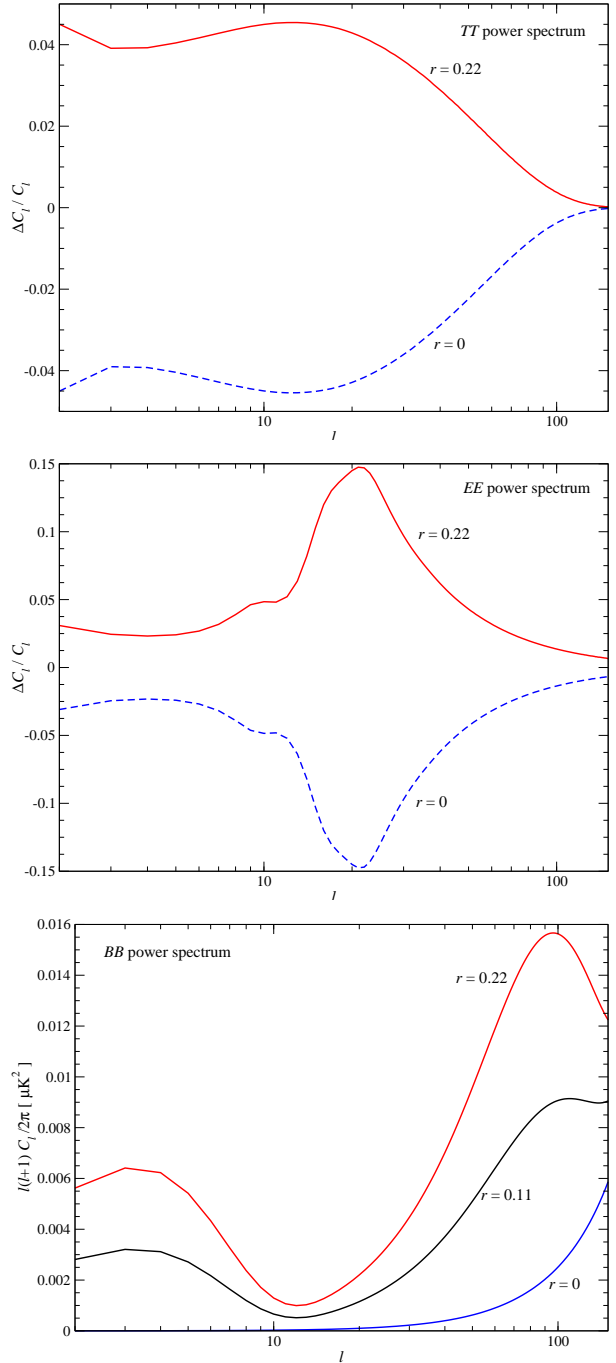 TT power spectrum
r = 0.22
0.04
0.02
0
-0.02
-0.04
ΔC_l / C_l
r = 0
10
100
l
EE power spectrum
r = 0.22
0.15
0.1
0.05
0
-0.05
-0.1
-0.15
ΔC_l / C_l
r = 0
10
100
l
BB power spectrum
r = 0.22
0.016
0.014
0.012
0.01
0.008
0.006
0.004
0.002
0
l(l+1) C_l/2π [ μK² ]
r = 0.11
r = 0
10
100
l